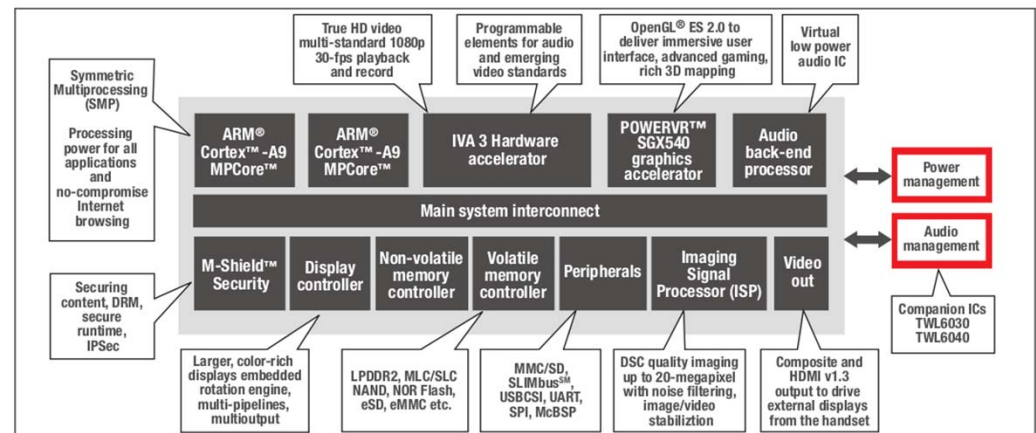 True HD video
multi-standard 1080p
30-fps playback
and record
Programmable
elements for audio
and emerging
video standards
OpenGL® ES 2.0 to
deliver immersive user
interface, advanced gaming,
rich 3D mapping
Virtual
low power
audio IC
Symmetric
Multiprocessing
(SMP)
Processing
power for all
applications
and
no-compromise
Internet
browsing
ARM®
Cortex™-A9
MPCore™
ARM®
Cortex™-A9
MPCore™
IVA 3 Hardware
accelerator
POWERVR™
SGX540
graphics
accelerator
Audio
back-end
processor
Power
management
Main system interconnect
Audio
management
M-Shield™
Security
Display
controller
Non-volatile
memory
controller
Volatile
memory
controller
Peripherals
Imaging
Signal
Processor (ISP)
Video
out
Securing
content, DRM,
secure
runtime,
IPSec
Companion ICs
TWL6030
TWL6040
Larger, color-rich
displays embedded
rotation engine,
multi-pipelines,
multioutput
LPDDR2, MLC/SLC
NAND, NOR Flash,
eSD, eMMC etc.
MMC/SD,
SLIMbusSM,
USBCSI, UART,
SPI, McBSP
DSC quality imaging
up to 20-megapixel
with noise filtering,
image/video
stabiliztion
Composite and
HDMI v1.3
output to drive
external displays
from the handset